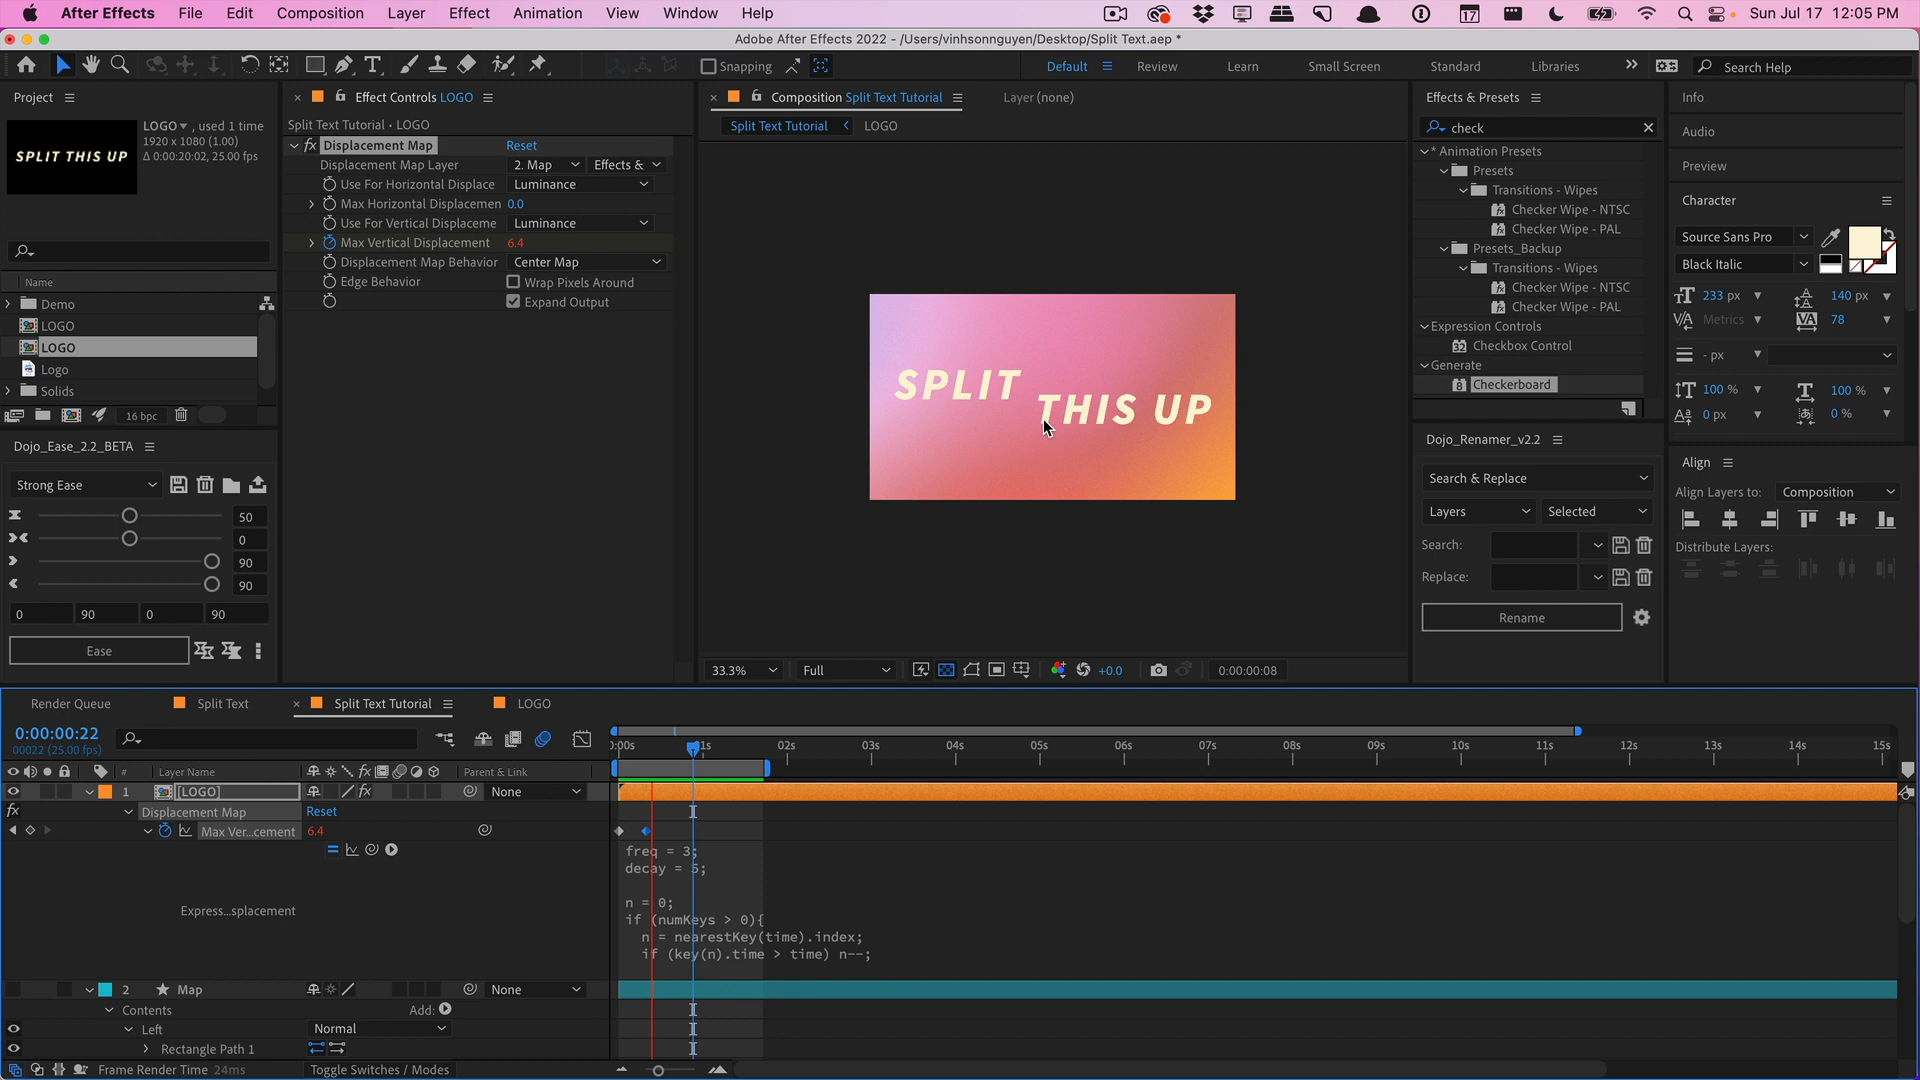 After Effects File Edit Composition Layer Effect Animation View Window Help 17 Sun Jul 17 12:05 PM
Adobe After Effects 2022 - /Users/vinhsonnguyen/Desktop/Split Text.aep *
Snapping Default Review Learn Small Screen Standard Libraries Search Help
Project
LOGO , used 1 time
1920 x 1080 (1.00)
Δ 0:00:20:02, 25.00 fps
SPLIT THIS UP
Name
Demo
LOGO
LOGO
Logo
Solids
16 bpc
Dojo_Ease_2.2_BETA
Strong Ease
50
0
90
90
0 90 0 90
Ease
Effect Controls LOGO
Split Text Tutorial • LOGO
fx Displacement Map Reset
Displacement Map Layer 2. Map Effects &
Use For Horizontal Displace Luminance
Max Horizontal Displacemen 0.0
Use For Vertical Displaceme Luminance
Max Vertical Displacement 6.4
Displacement Map Behavior Center Map
Edge Behavior Wrap Pixels Around
Expand Output
Composition Split Text Tutorial Layer (none)
Split Text Tutorial LOGO
SPLIT
THIS UP
33.3% Full +0.0 0:00:00:08
Effects & Presets
check
* Animation Presets
Presets
Transitions - Wipes
Checker Wipe - NTSC
Checker Wipe - PAL
Presets_Backup
Transitions - Wipes
Checker Wipe - NTSC
Checker Wipe - PAL
Expression Controls
Checkbox Control
Generate
Checkerboard
Dojo_Renamer_v2.2
Search & Replace
Layers Selected
Search:
Replace:
Rename
Info
Audio
Preview
Character
Source Sans Pro
Black Italic
233 px 140 px
Metrics 78
- px
100 % 100 %
0 px 0 %
Align
Align Layers to: Composition
Distribute Layers:
Render Queue Split Text Split Text Tutorial LOGO
0:00:00:22
00022 (25.00 fps)
0:00s 1s 02s 03s 04s 05s 06s 07s 08s 09s 10s 11s 12s 13s 14s 15s
# Layer Name fx Parent & Link
1 [LOGO] fx None
fx Displacement Map Reset
Max Ver...cement 6.4
Express...splacement
freq = 3;
decay = 5;
n = 0;
if (numKeys > 0){
n = nearestKey(time).index;
if (key(n).time > time) n--;
2 Map None
Contents Add:
Left Normal
Rectangle Path 1
Frame Render Time 24ms Toggle Switches / Modes